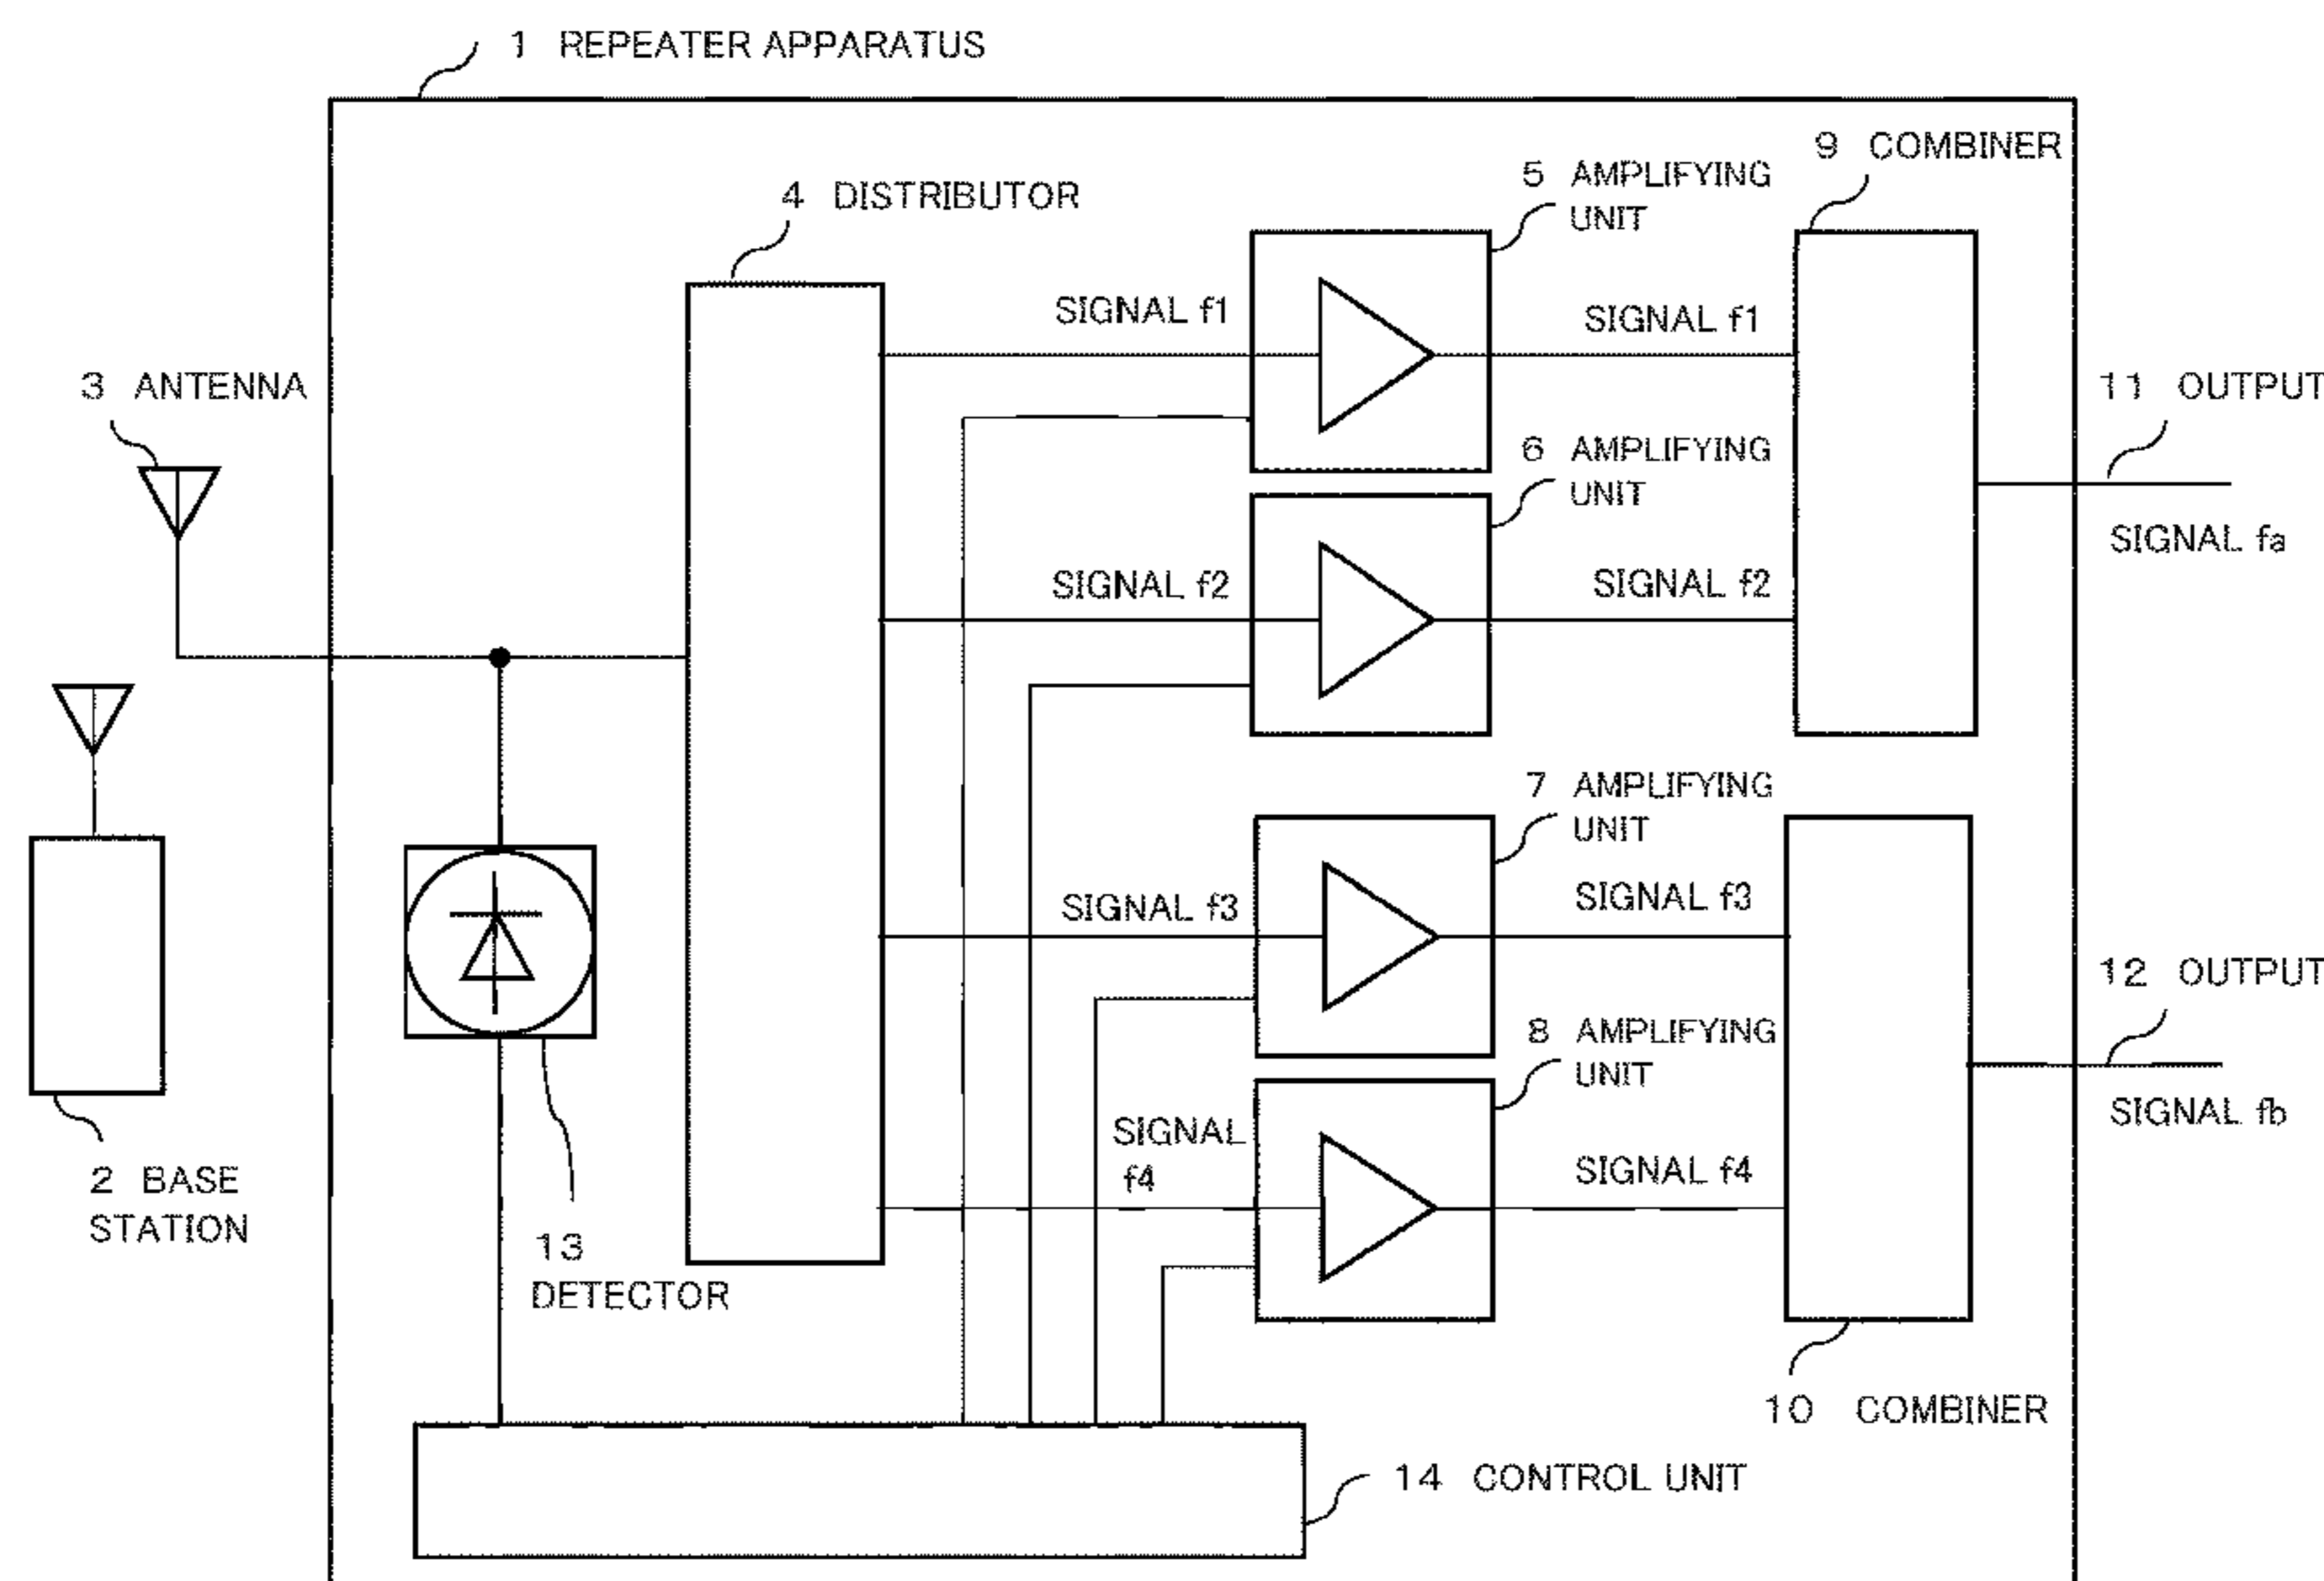 1 REPEATER APPARATUS
9 COMBINER
5 AMPLIFYING
UNIT
4 DISTRIBUTOR
SIGNAL f1
SIGNAL f1
3 ANTENNA
11 OUTPUT
6 AMPLIFYING
UNIT
SIGNAL fa
SIGNAL f2
SIGNAL f2
7 AMPLIFYING
UNIT
SIGNAL f3
SIGNAL f3
12 OUTPUT
8 AMPLIFYING
UNIT
SIGNAL fb
SIGNAL
f4
SIGNAL f4
2 BASE
STATION
13
DETECTOR
10 COMBINER
14 CONTROL UNIT